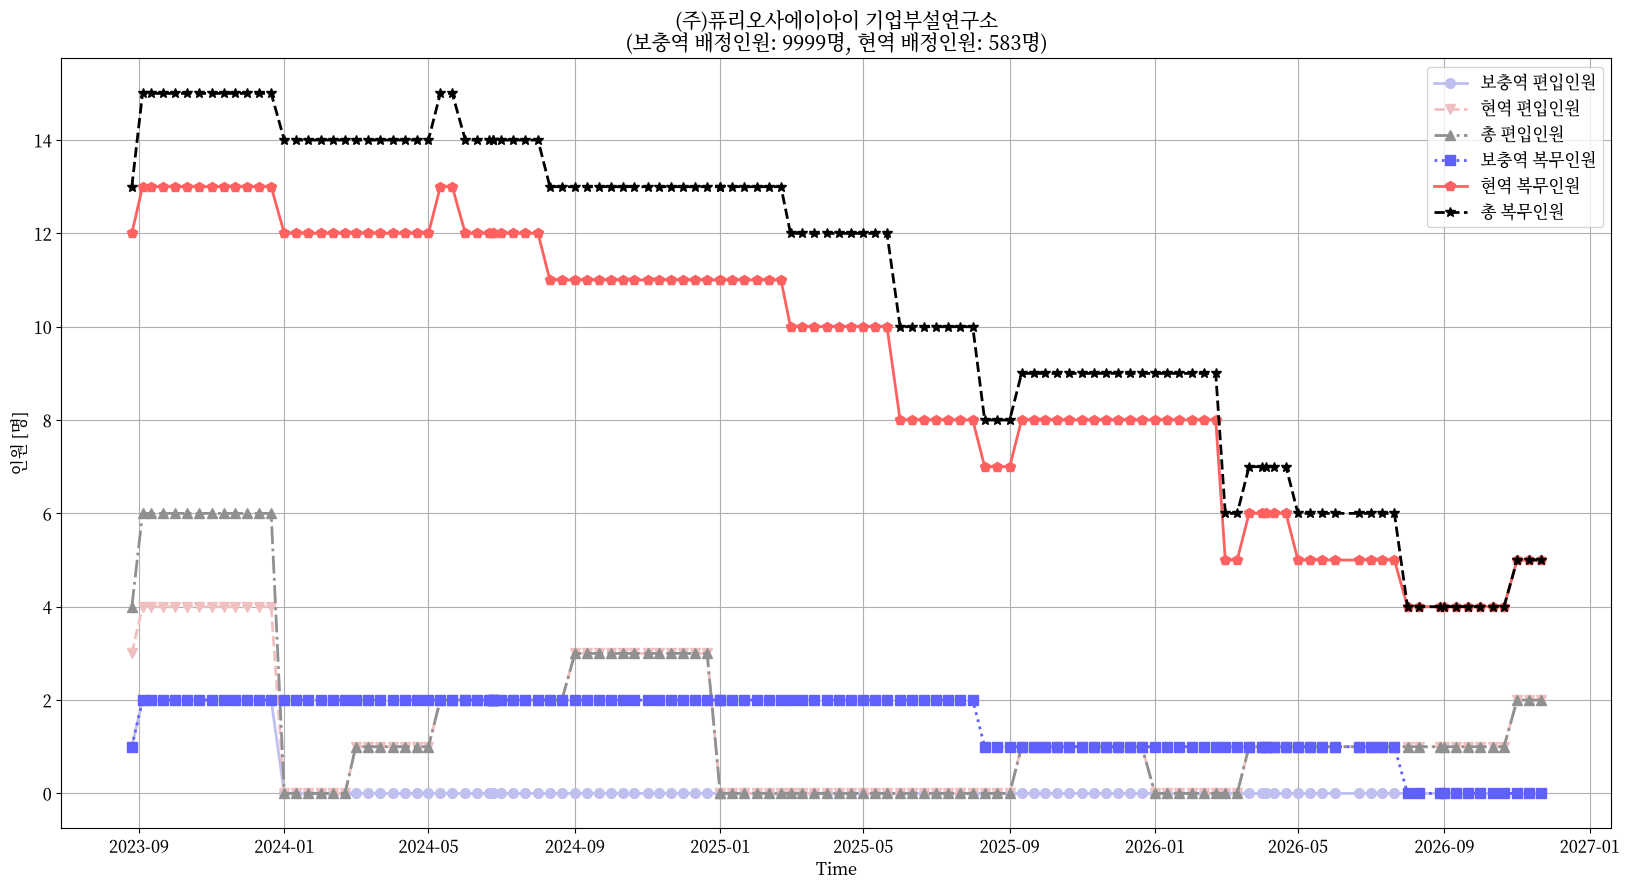 (주)퓨리오사에이아이 기업부설연구소
(보충역 배정인원: 9999명, 현역 배정인원: 583명)
보충역 편입인원
현역 편입인원
총 편입인원
보충역 복무인원
현역 복무인원
총 복무인원
인원 [명]
14
12
10
8
6
4
2
0
2023-09 2024-01 2024-05 2024-09 2025-01 2025-05 2025-09 2026-01 2026-05 2026-09 2027-01
Time